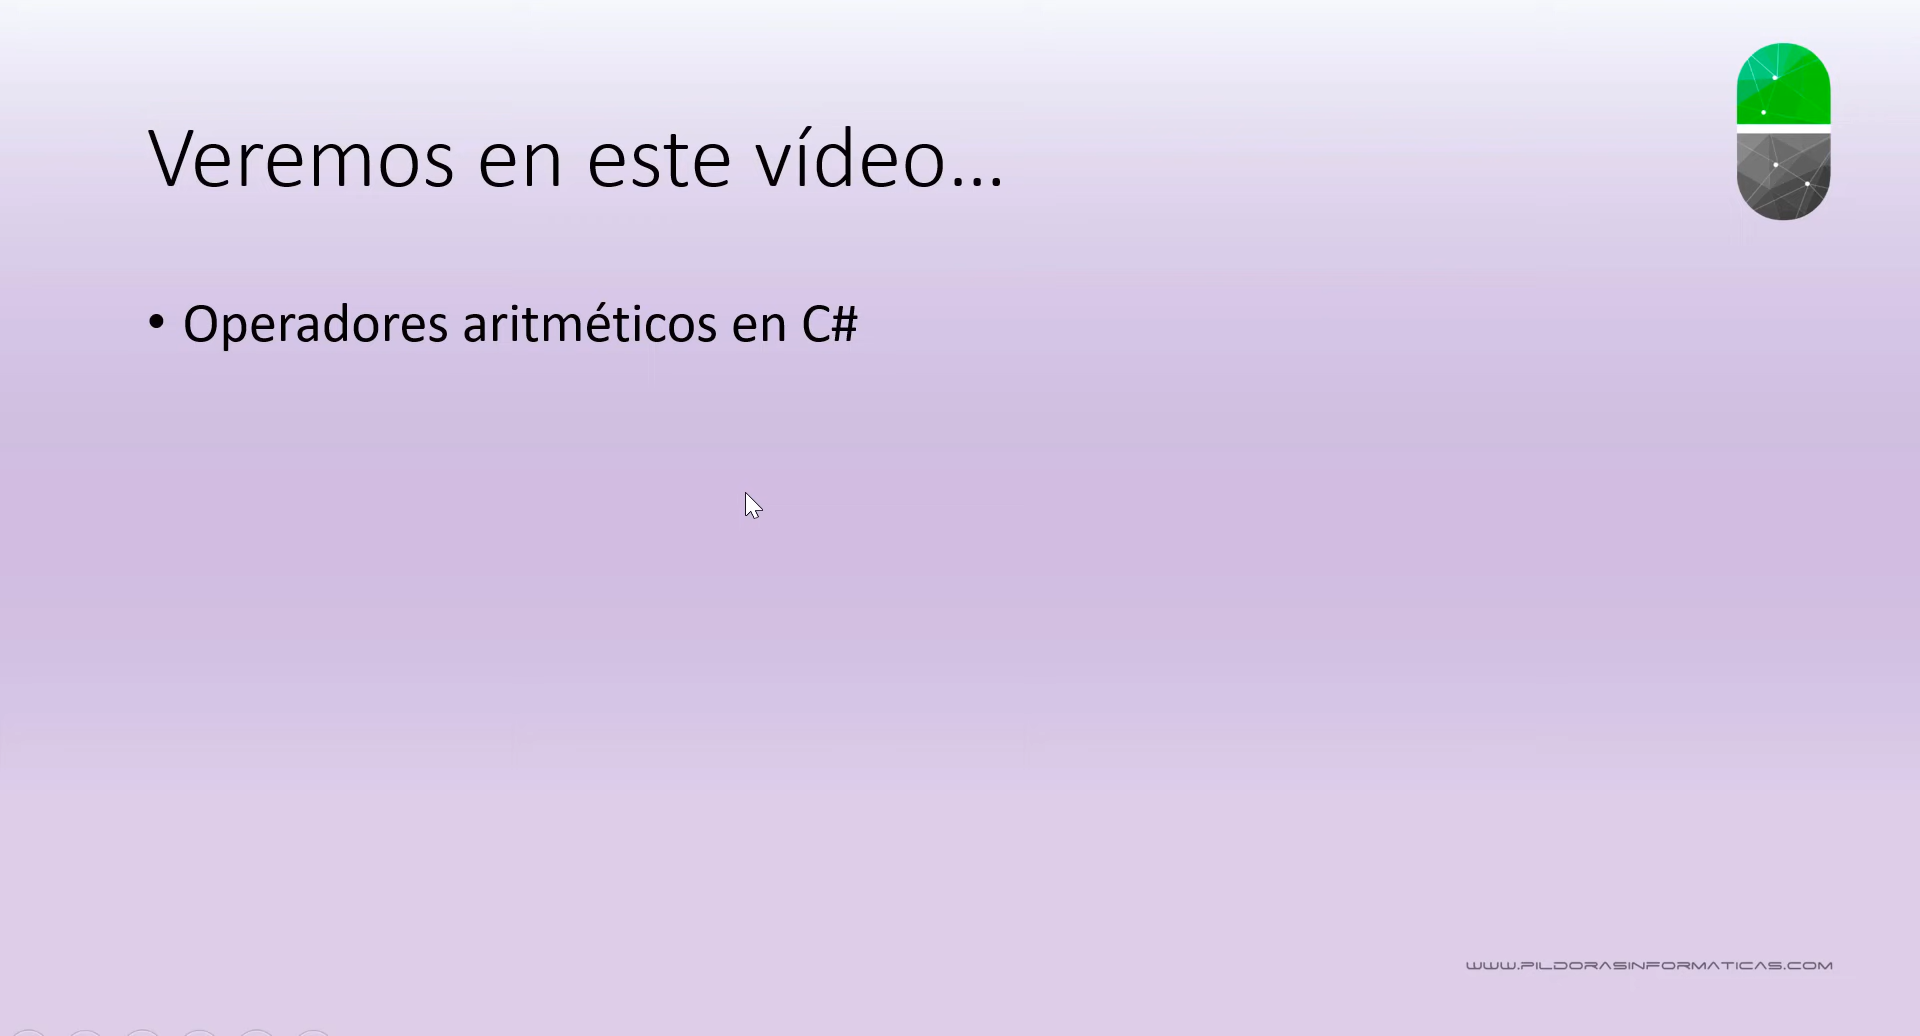 Veremos en este vídeo...
• Operadores aritméticos en C#
WWW.PILDORASINFORMATICAS.COM